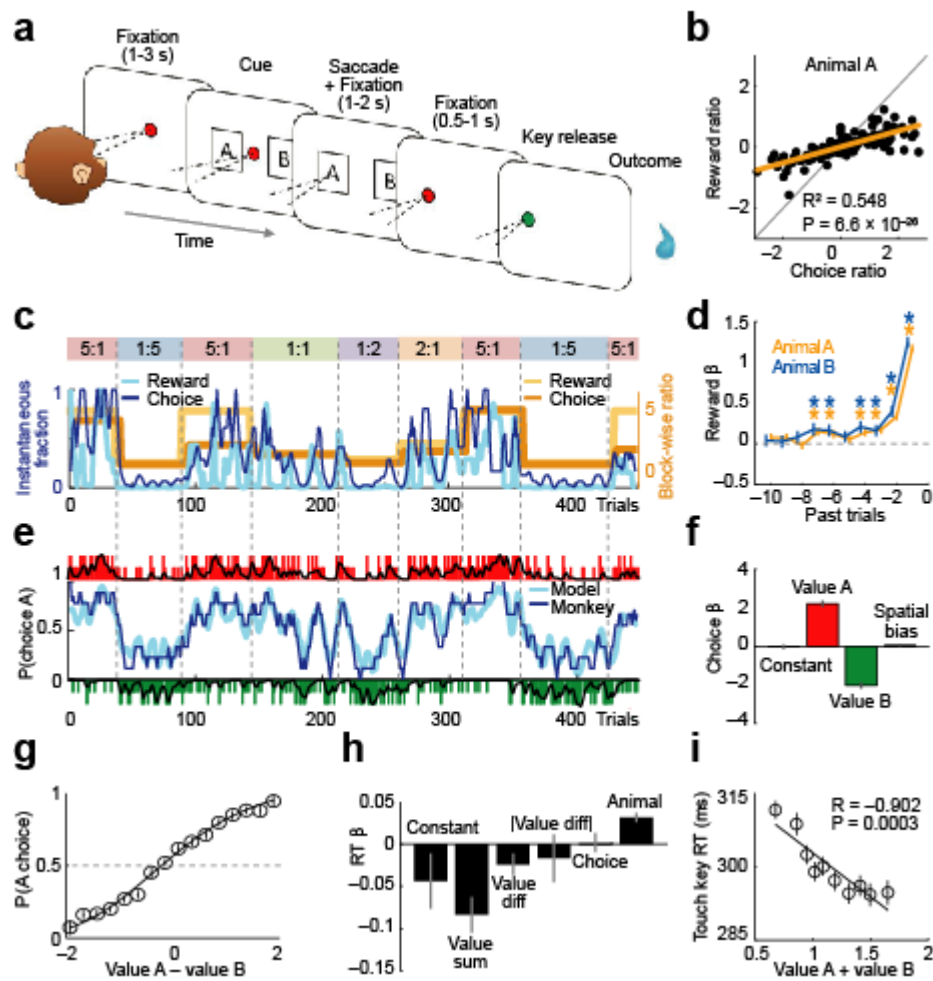 a
Fixation
(1-3 s)
Cue
Saccade
+ Fixation
(1-2 s)
Fixation
(0.5-1 s)
Key release
Outcome
A
B
A
B
Time
b
Animal A
Reward ratio
2
0
−2
R² = 0.548
P = 6.6 × 10⁻²⁶
−2 0 2
Choice ratio
c
5:1 1:5 5:1 1:1 1:2 2:1 5:1 1:5 5:1
Instantaneous
fraction
1
0
Reward
Choice
Reward
Choice
5
0
Block-wise ratio
0 100 200 300 400 Trials
d
Reward β
1.5
1.0
0.5
0
−0.5
Animal A
Animal B
* * * * * *
* * * * * *
−10 −8 −6 −4 −2 0
Past trials
e
P(choice A)
1
0.5
0
Model
Monkey
0 100 200 300 400 Trials
f
Choice β
4
2
0
−2
−4
Value A
Spatial
bias
Constant
Value B
g
P(A choice)
1
0.5
0
−2 0 2
Value A − value B
h
RT β
0.05
0
−0.05
−0.1
−0.15
Constant
Value
sum
Value
diff
|Value diff|
Choice
Animal
i
Touch key RT (ms)
315
300
285
R = −0.902
P = 0.0003
0.5 1 1.5 2
Value A + value B